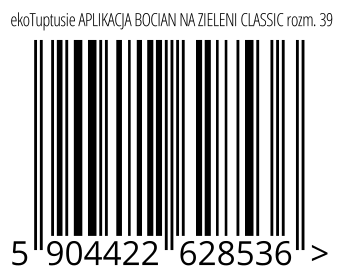 ekoTuptusie APLIKACJA BOCIAN NA ZIELENI CLASSIC rozm. 39
5 904422 628536 >